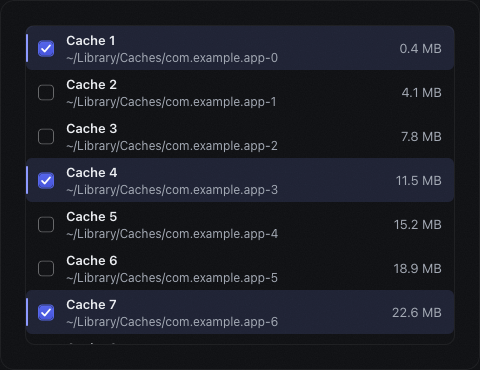 Cache 1
~/Library/Caches/com.example.app-0
0.4 MB
Cache 2
~/Library/Caches/com.example.app-1
4.1 MB
Cache 3
~/Library/Caches/com.example.app-2
7.8 MB
Cache 4
~/Library/Caches/com.example.app-3
11.5 MB
Cache 5
~/Library/Caches/com.example.app-4
15.2 MB
Cache 6
~/Library/Caches/com.example.app-5
18.9 MB
Cache 7
~/Library/Caches/com.example.app-6
22.6 MB